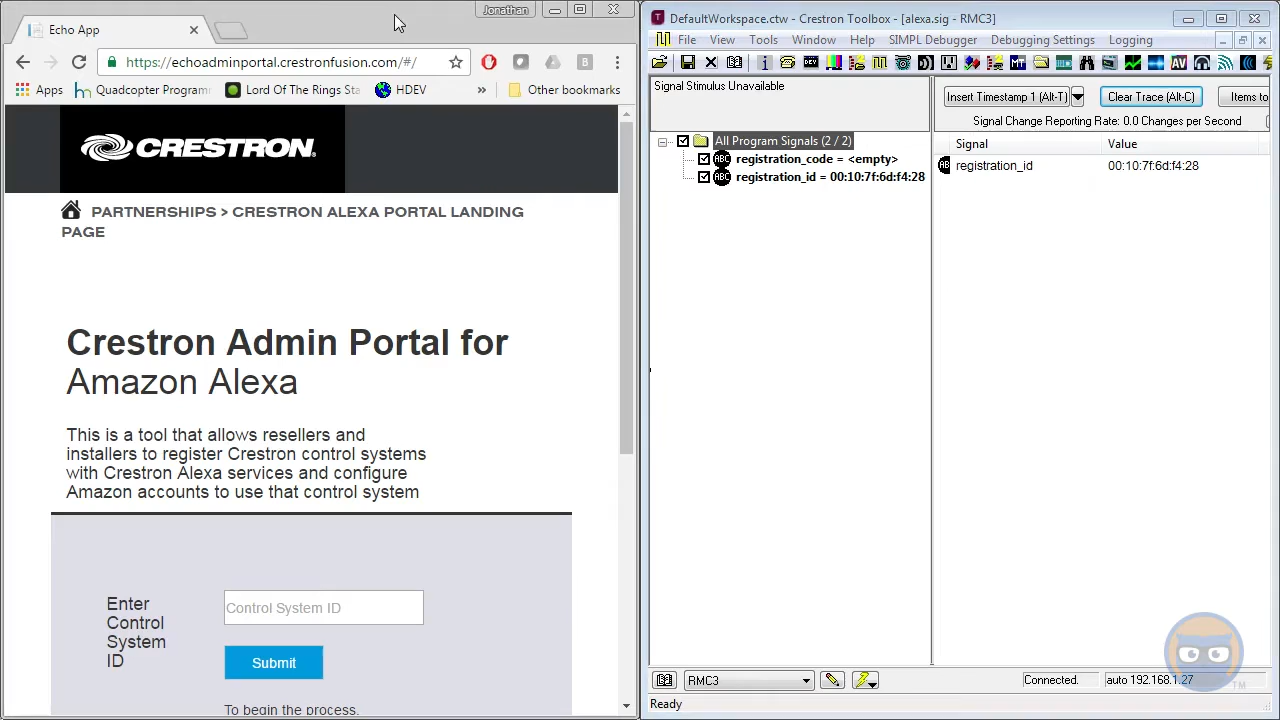 Jonathan
Echo App
https://echoadminportal.crestronfusion.com/#/
Apps
Quadcopter Program
Lord Of The Rings Sta
HDEV
»
Other bookmarks
CRESTRON
PARTNERSHIPS > CRESTRON ALEXA PORTAL LANDING
PAGE
Crestron Admin Portal for
Amazon Alexa
This is a tool that allows resellers and
installers to register Crestron control systems
with Crestron Alexa services and configure
Amazon accounts to use that control system
Enter
Control
System
ID
Control System ID
Submit
To begin the process.
DefaultWorkspace.ctw - Crestron Toolbox - [alexa.sig - RMC3]
File View Tools Window Help SIMPL Debugger Debugging Settings Logging
Signal Stimulus Unavailable
All Program Signals (2 / 2)
registration_code = <empty>
registration_id = 00:10:7f:6d:f4:28
Insert Timestamp 1 (Alt-T)
Clear Trace (Alt-C)
Items to
Signal Change Reporting Rate: 0.0 Changes per Second
Signal Value
registration_id 00:10:7f:6d:f4:28
RMC3
Connected.
auto 192.168.1.27
Ready
TM